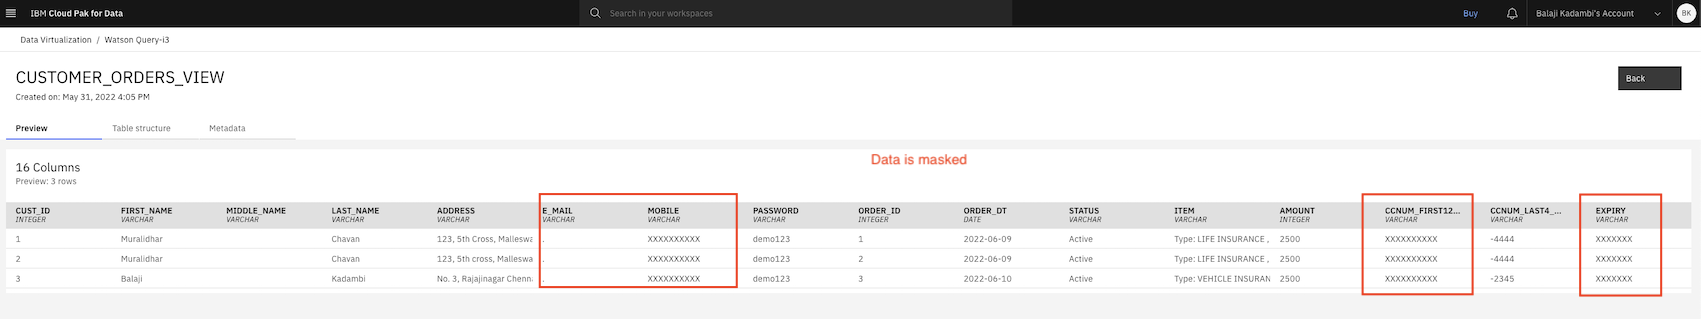 IBM Cloud Pak for Data
Search in your workspaces
Buy
Balaji Kadambi's Account
BK
Data Virtualization / Watson Query-i3
CUSTOMER_ORDERS_VIEW
Back
Created on: May 31, 2022 4:05 PM
Preview Table structure Metadata
Data is masked
16 Columns
Preview: 3 rows
CUST_ID FIRST_NAME MIDDLE_NAME LAST_NAME ADDRESS E_MAIL MOBILE PASSWORD ORDER_ID ORDER_DT STATUS ITEM AMOUNT CCNUM_FIRST12... CCNUM_LAST4_... EXPIRY
INTEGER VARCHAR VARCHAR VARCHAR VARCHAR VARCHAR VARCHAR VARCHAR INTEGER DATE VARCHAR VARCHAR INTEGER VARCHAR VARCHAR VARCHAR
1 Muralidhar Chavan 123, 5th Cross, Malleswa . XXXXXXXXXX demo123 1 2022-06-09 Active Type: LIFE INSURANCE , 2500 XXXXXXXXXX -4444 XXXXXXX
2 Muralidhar Chavan 123, 5th cross, Malleswa . XXXXXXXXXX demo123 2 2022-06-09 Active Type: LIFE INSURANCE , 2500 XXXXXXXXXX -4444 XXXXXXX
3 Balaji Kadambi No. 3, Rajajinagar Chenn . XXXXXXXXXX demo123 3 2022-06-10 Active Type: VEHICLE INSURAN 2500 XXXXXXXXXX -2345 XXXXXXX